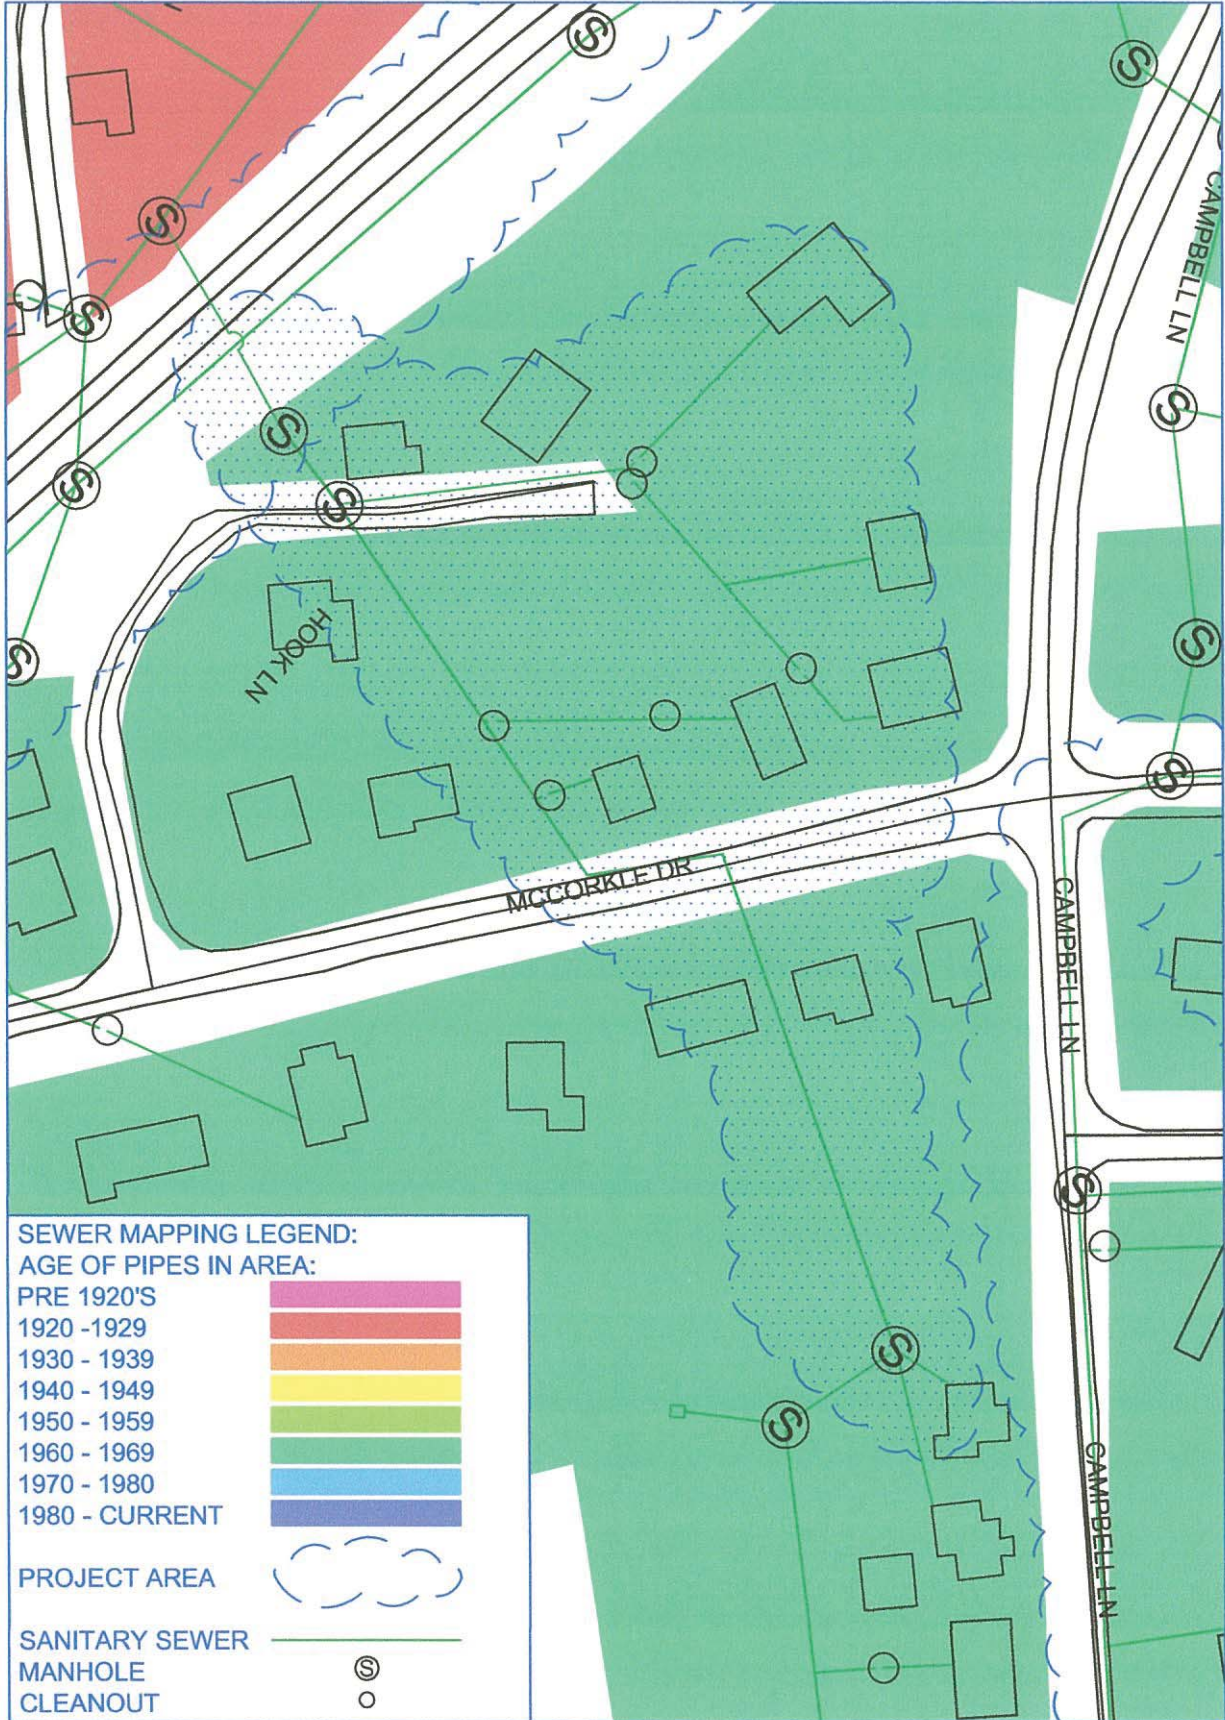 S
S
CAMPBELL LN
S
S
S
S
S
S
S
HOOK LN
S
S
S
MCCORKLE DR
CAMPBELL LN
S
S
S
CAMPBELL LN
SEWER MAPPING LEGEND:
AGE OF PIPES IN AREA:
PRE 1920'S
1920 -1929
1930 - 1939
1940 - 1949
1950 - 1959
1960 - 1969
1970 - 1980
1980 - CURRENT
PROJECT AREA
SANITARY SEWER
MANHOLE S
CLEANOUT